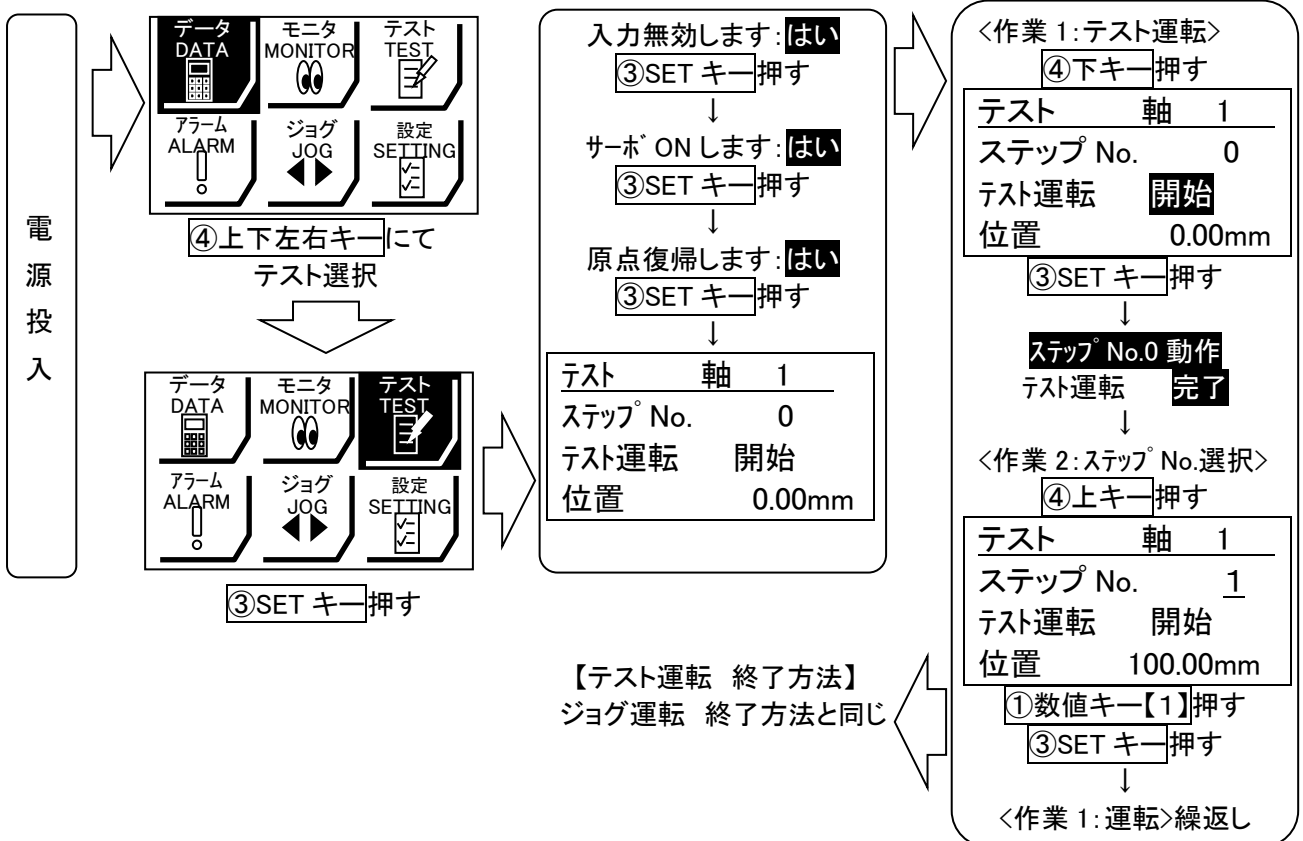 電
源
投
入
データ
DATA
モニタ
MONITOR
テスト
TEST
アラーム
ALARM
ジョグ
JOG
設定
SETTING
④上下左右キーにて
テスト選択
データ
DATA
モニタ
MONITOR
テスト
TEST
アラーム
ALARM
ジョグ
JOG
設定
SETTING
③SET キー押す
入力無効します:はい
③SET キー押す
↓
サーボ ON します:はい
③SET キー押す
↓
原点復帰します:はい
③SET キー押す
↓
テスト 軸 1
ステップ No. 0
テスト運転 開始
位置 0.00mm
<作業 1:テスト運転>
④下キー押す
テスト 軸 1
ステップ No. 0
テスト運転 開始
位置 0.00mm
③SET キー押す
↓
ステップ No.0 動作
テスト運転 完了
↓
<作業 2:ステップ No.選択>
④上キー押す
テスト 軸 1
ステップ No. 1
テスト運転 開始
位置 100.00mm
①数値キー【1】押す
③SET キー押す
↓
<作業 1:運転>繰返し
【テスト運転 終了方法】
ジョグ運転 終了方法と同じ